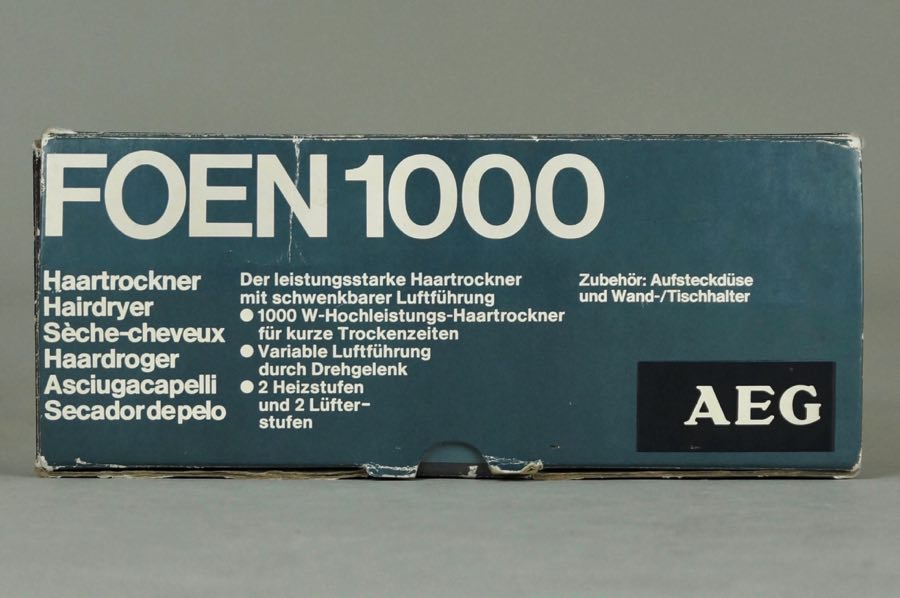 FOEN 1000
Haartrockner
Hairdryer
Sèche-cheveux
Haardroger
Asciugacapelli
Secador de pelo
Der leistungsstarke Haartrockner
mit schwenkbarer Luftführung
● 1000 W-Hochleistungs-Haartrockner
für kurze Trockenzeiten
● Variable Luftführung
durch Drehgelenk
● 2 Heizstufen
und 2 Lüfter-
stufen
Zubehör: Aufsteckdüse
und Wand-/Tischhalter
AEG